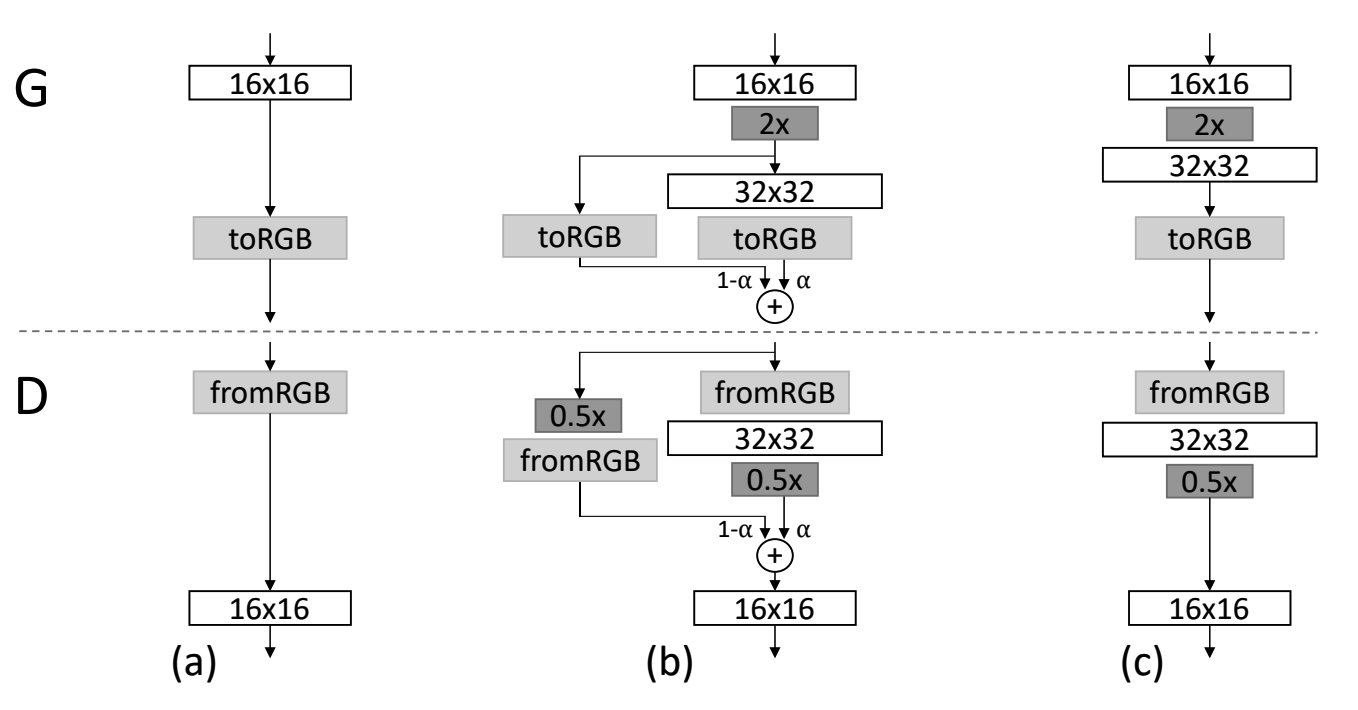 G
16x16
toRGB
16x16
2x
32x32
toRGB
toRGB
1-α
α
+
16x16
2x
32x32
toRGB
D
fromRGB
16x16
0.5x
fromRGB
fromRGB
32x32
0.5x
1-α
α
+
16x16
fromRGB
32x32
0.5x
16x16
(a)
(b)
(c)